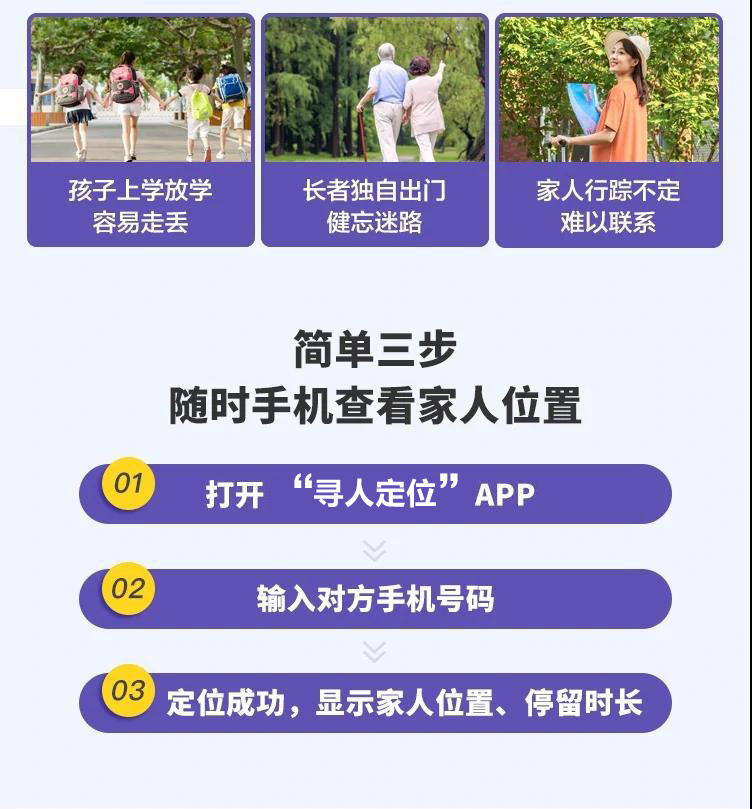 孩子上学放学
容易走丢
长者独自出门
健忘迷路
家人行踪不定
难以联系
简单三步
随时手机查看家人位置
01
打开 “寻人定位” APP
02
输入对方手机号码
03
定位成功，显示家人位置、停留时长